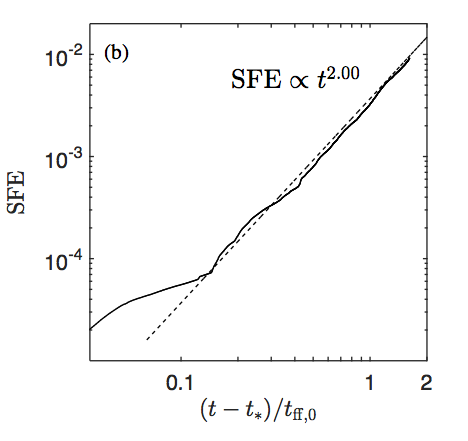 (b)
SFE ∝ t^2.00
10^-2
10^-3
10^-4
SFE
0.1 1 2
(t − t_*)/t_ff,0